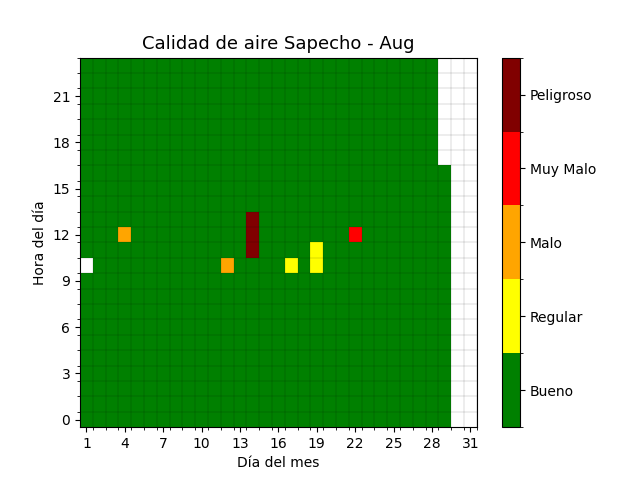 Calidad de aire Sapecho - Aug
Hora del día
21
18
15
12
9
6
3
0
1 4 7 10 13 16 19 22 25 28 31
Día del mes
Peligroso
Muy Malo
Malo
Regular
Bueno